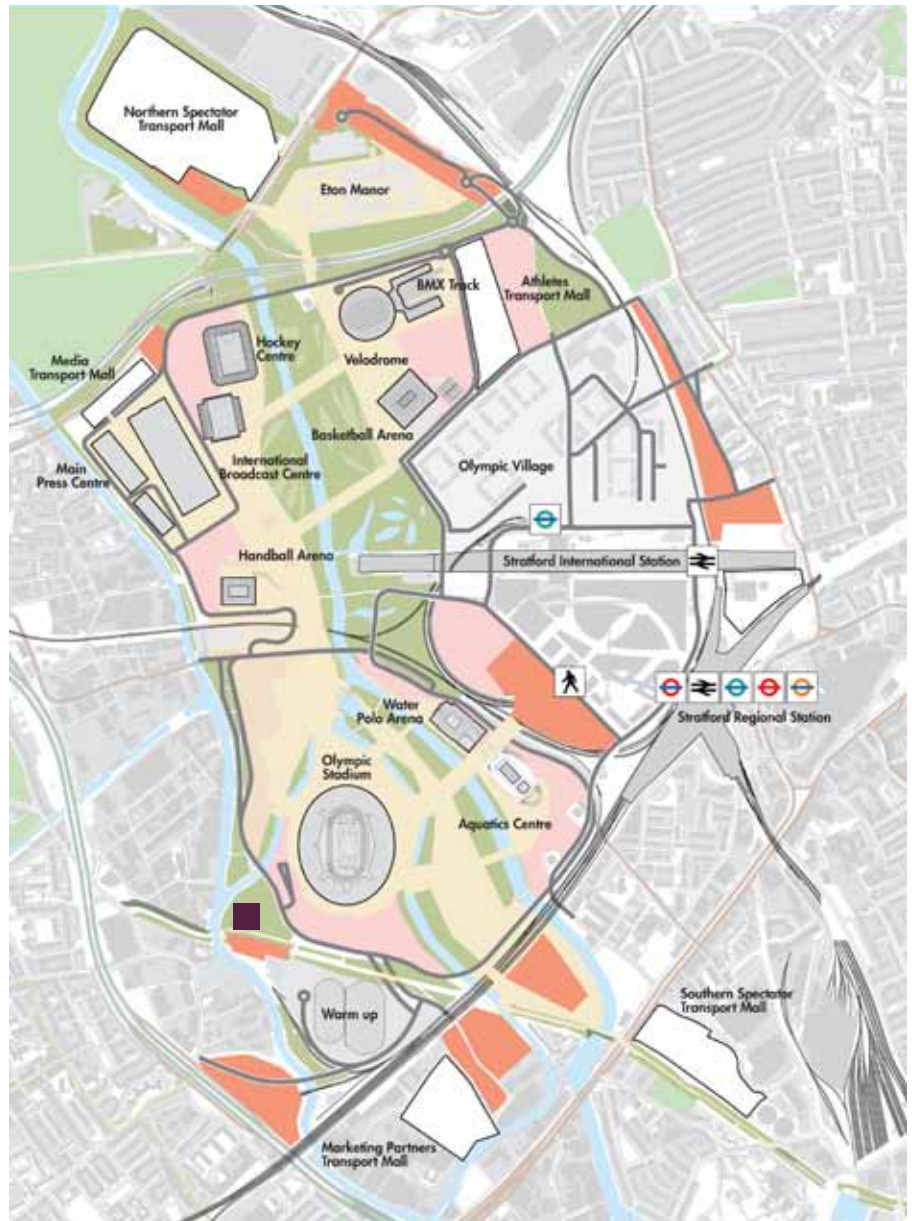 Northern Spectator
Transport Mall
Eton Manor
BMX Track
Athletes
Transport Mall
Hockey
Centre
Velodrome
Media
Transport Mall
Basketball Arena
International
Broadcast Centre
Olympic Village
Main
Press Centre
Handball Arena
Stratford International Station
Water
Polo Arena
Stratford Regional Station
Olympic
Stadium
Aquatics Centre
Southern Spectator
Transport Mall
Warm up
Marketing Partners
Transport Mall